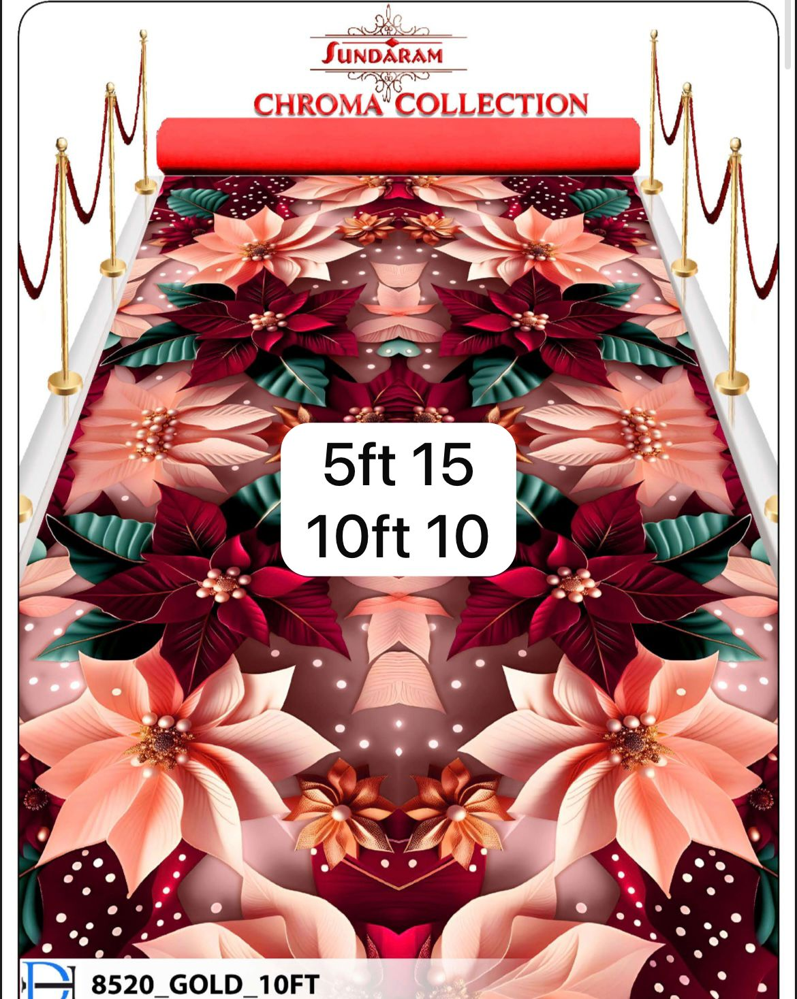 SUNDARAM
CHROMA COLLECTION
5ft 15
10ft 10
8520_GOLD_10FT